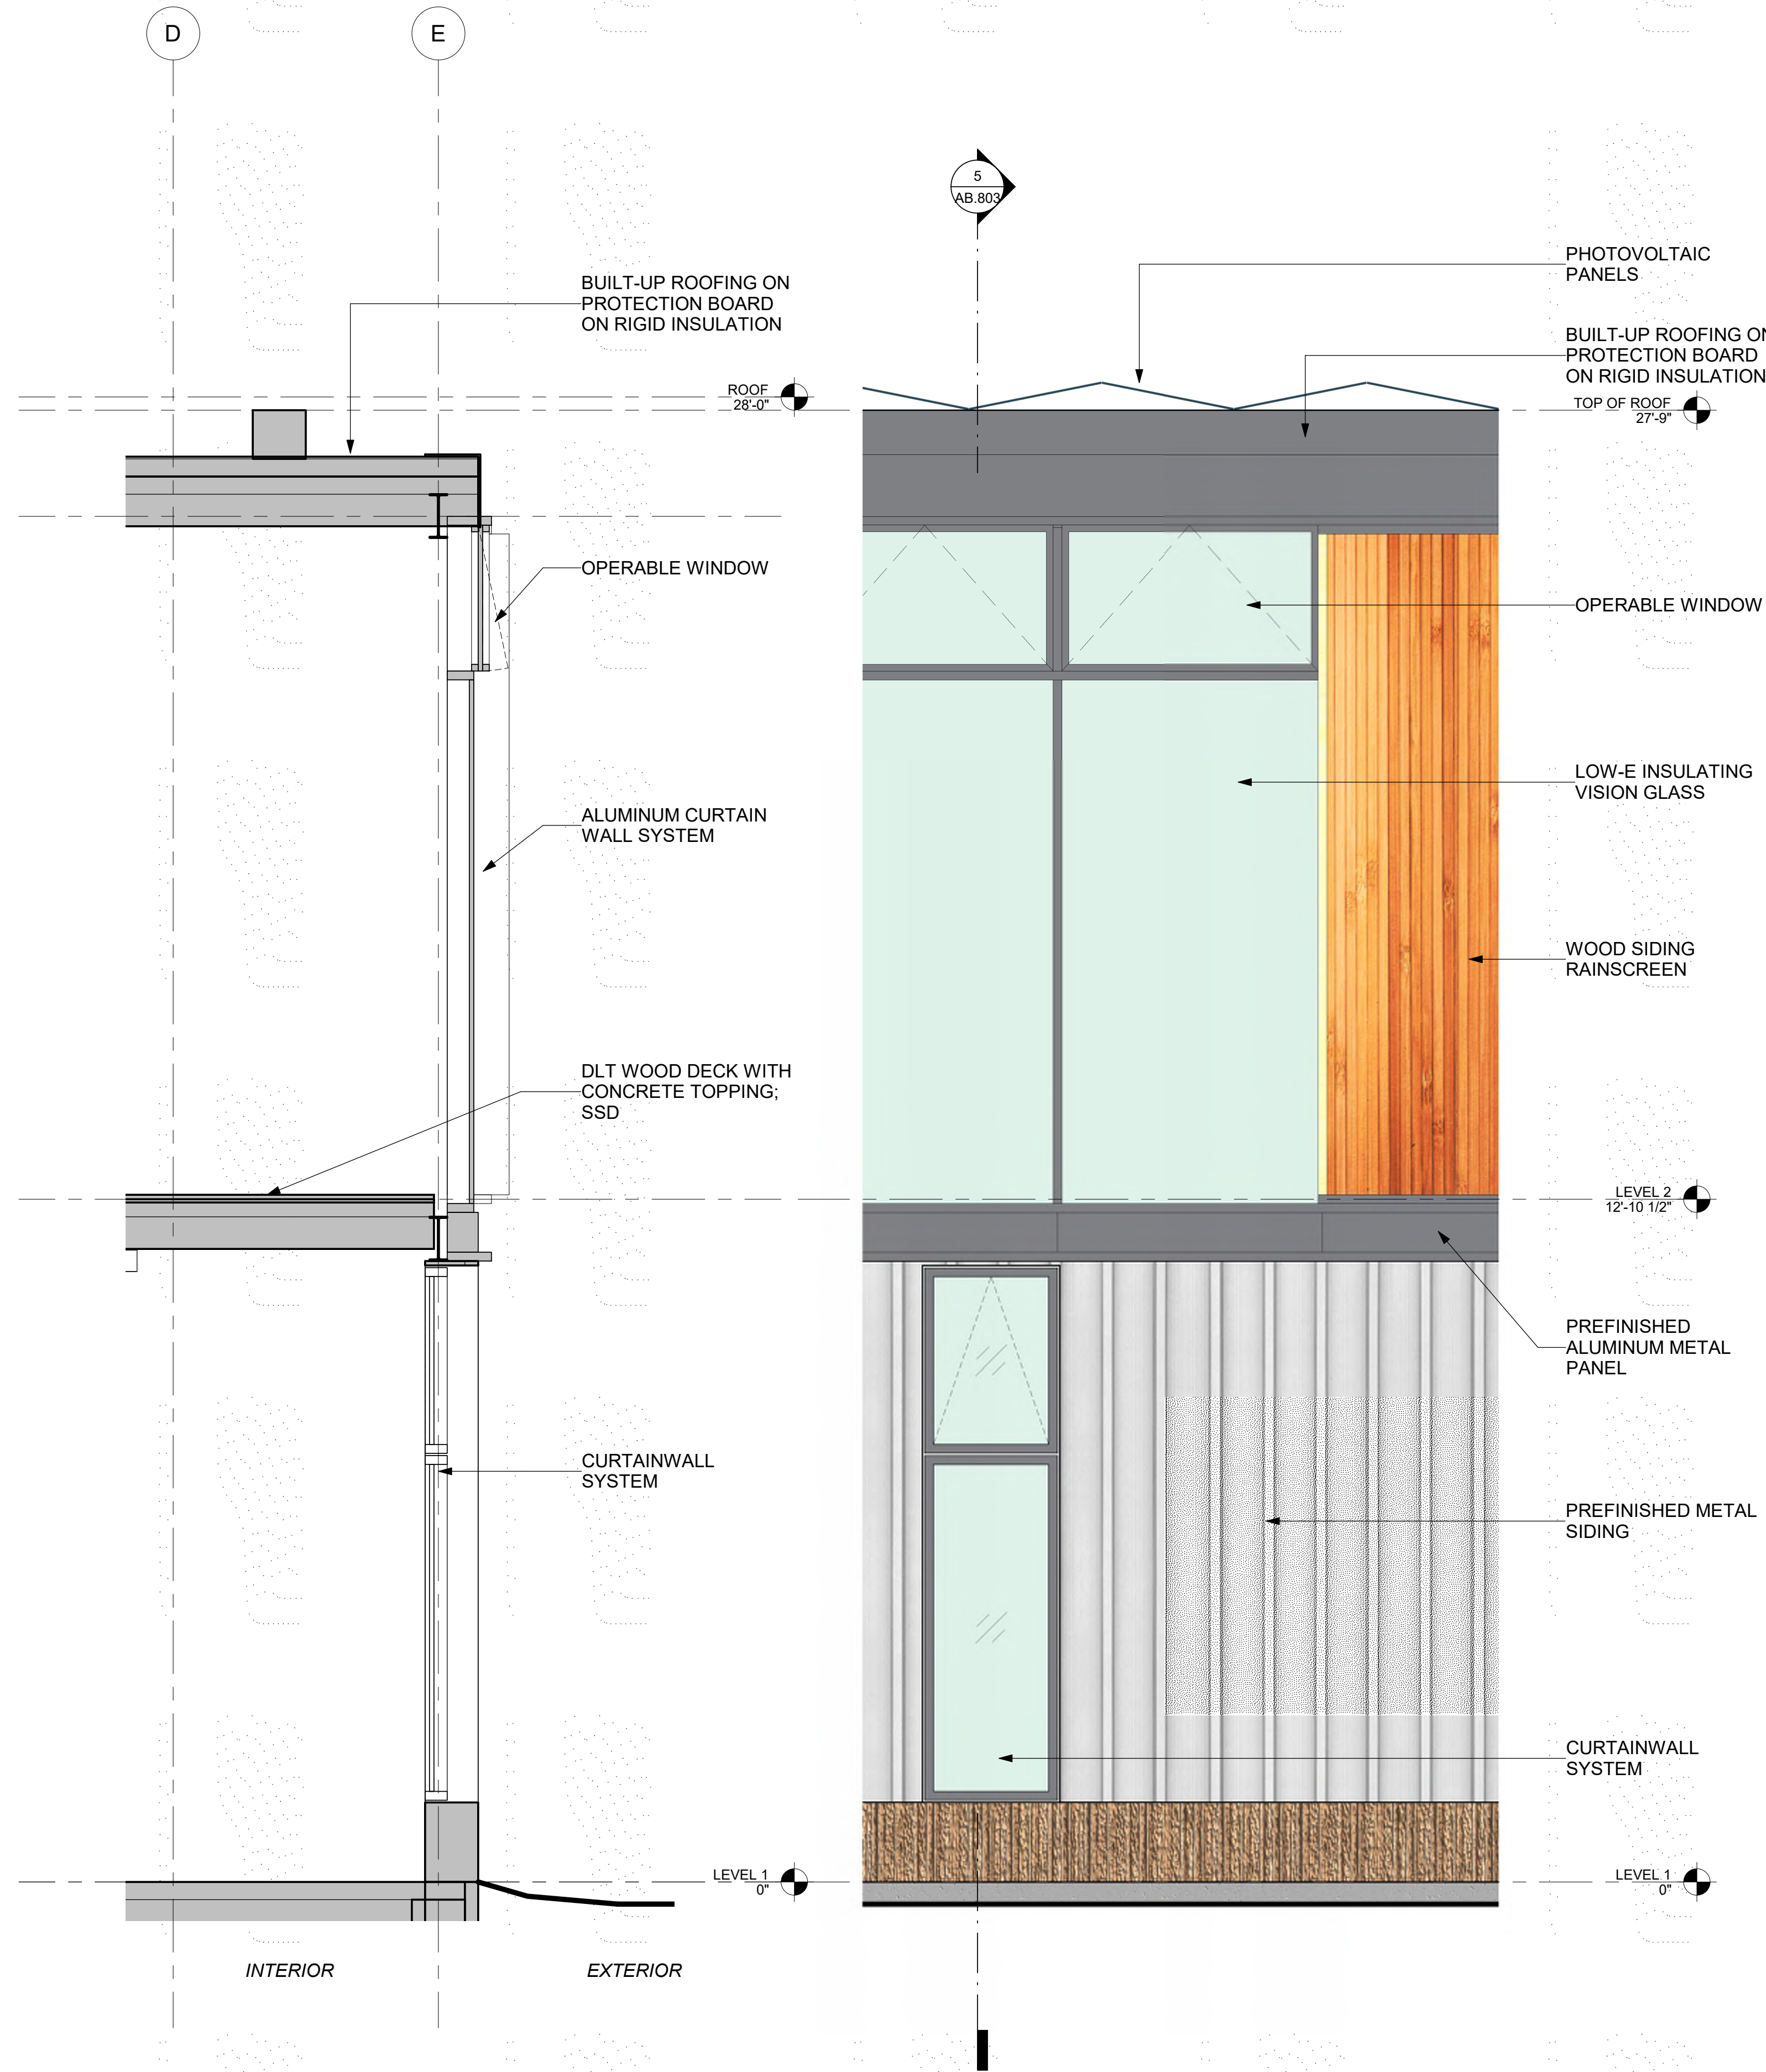 D
E
5
AB.803
BUILT-UP ROOFING ON
PROTECTION BOARD
ON RIGID INSULATION
PHOTOVOLTAIC
PANELS
BUILT-UP ROOFING ON
PROTECTION BOARD
ON RIGID INSULATION
ROOF
28'-0"
TOP OF ROOF
27'-9"
OPERABLE WINDOW
OPERABLE WINDOW
ALUMINUM CURTAIN
WALL SYSTEM
LOW-E INSULATING
VISION GLASS
WOOD SIDING
RAINSCREEN
DLT WOOD DECK WITH
CONCRETE TOPPING;
SSD
LEVEL 2
12'-10 1/2"
PREFINISHED
ALUMINUM METAL
PANEL
CURTAINWALL
SYSTEM
PREFINISHED METAL
SIDING
CURTAINWALL
SYSTEM
LEVEL 1
0"
LEVEL 1
0"
INTERIOR
EXTERIOR